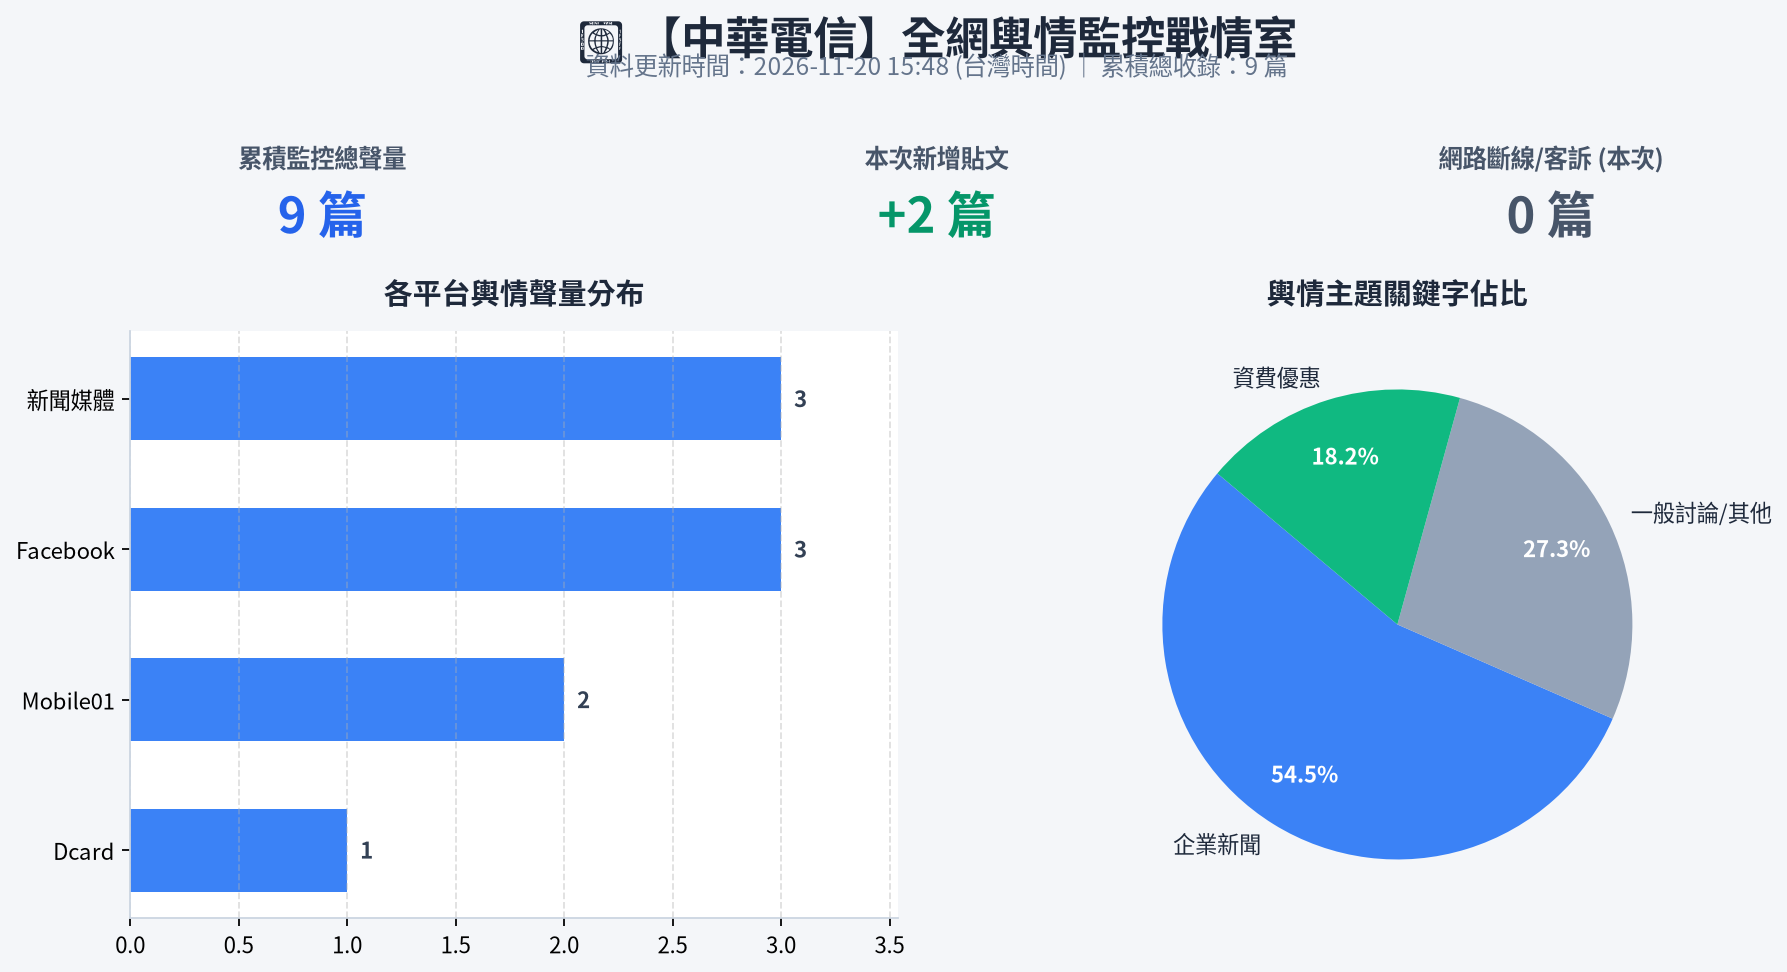 【中華電信】全網輿情監控戰情室
資料更新時間：2026-11-20 15:48 (台灣時間) ｜ 累積總收錄：9 篇
累積監控總聲量
9 篇
本次新增貼文
+2 篇
網路斷線/客訴 (本次)
0 篇
各平台輿情聲量分布
新聞媒體
3
Facebook
3
Mobile01
2
Dcard
1
0.0 0.5 1.0 1.5 2.0 2.5 3.0 3.5
輿情主題關鍵字佔比
資費優惠
18.2%
一般討論/其他
27.3%
54.5%
企業新聞